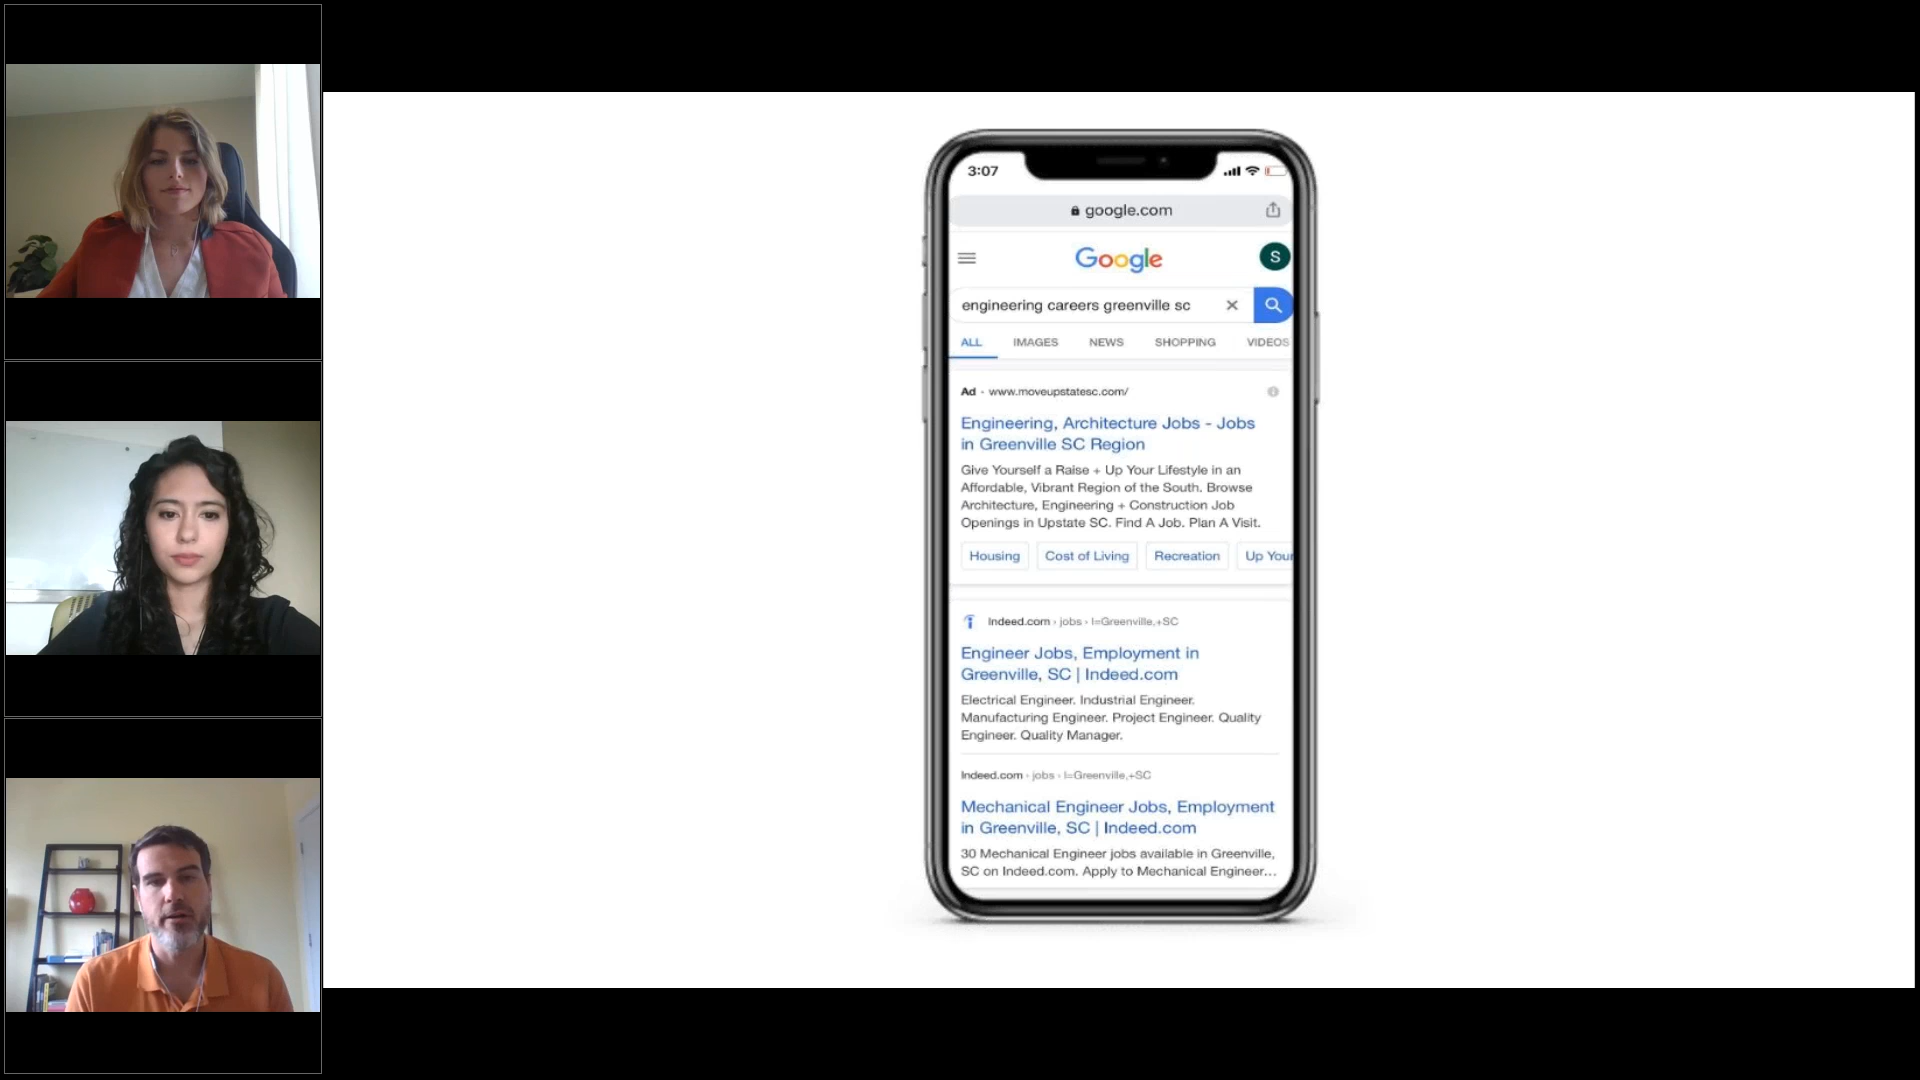 3:07
google.com
Google
S
engineering careers greenville sc
ALL IMAGES NEWS SHOPPING VIDEOS
Ad · www.moveupstatesc.com/
Engineering, Architecture Jobs - Jobs
in Greenville SC Region
Give Yourself a Raise + Up Your Lifestyle in an
Affordable, Vibrant Region of the South. Browse
Architecture, Engineering + Construction Job
Openings in Upstate SC. Find A Job. Plan A Visit.
Housing Cost of Living Recreation Up Your
Indeed.com › jobs › l=Greenville,+SC
Engineer Jobs, Employment in
Greenville, SC | Indeed.com
Electrical Engineer. Industrial Engineer.
Manufacturing Engineer. Project Engineer. Quality
Engineer. Quality Manager.
Indeed.com › jobs › l=Greenville,+SC
Mechanical Engineer Jobs, Employment
in Greenville, SC | Indeed.com
30 Mechanical Engineer jobs available in Greenville,
SC on Indeed.com. Apply to Mechanical Engineer...